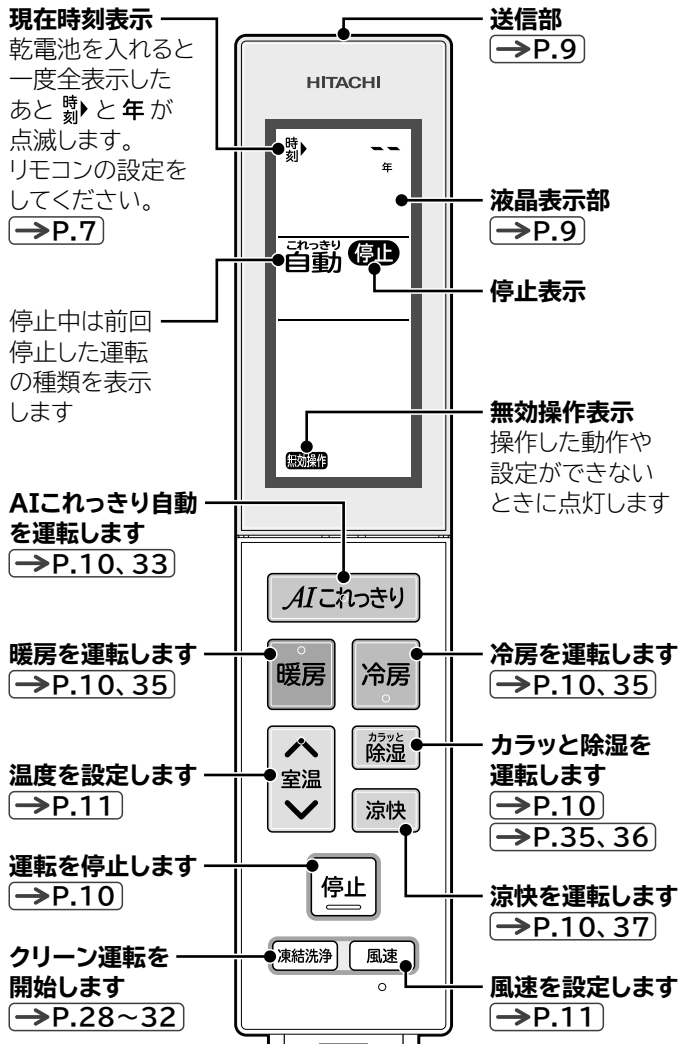 現在時刻表示
乾電池を入れると
一度全表示した
あと 時刻 と 年 が
点滅します。
リモコンの設定を
してください。
→P.7
停止中は前回
停止した運転
の種類を表示
します
AIこれっきり自動
を運転します
→P.10、33
暖房を運転します
→P.10、35
温度を設定します
→P.11
運転を停止します
→P.10
クリーン運転を
開始します
→P.28～32
HITACHI
時刻
--
年
これっきり
自動 停止
無効操作
AIこれっきり
暖房
冷房
室温
カラッと
除湿
涼快
停止
凍結洗浄
風速
送信部
→P.9
液晶表示部
→P.9
停止表示
無効操作表示
操作した動作や
設定ができない
ときに点灯します
冷房を運転します
→P.10、35
カラッと除湿を
運転します
→P.10
→P.35、36
涼快を運転します
→P.10、37
風速を設定します
→P.11